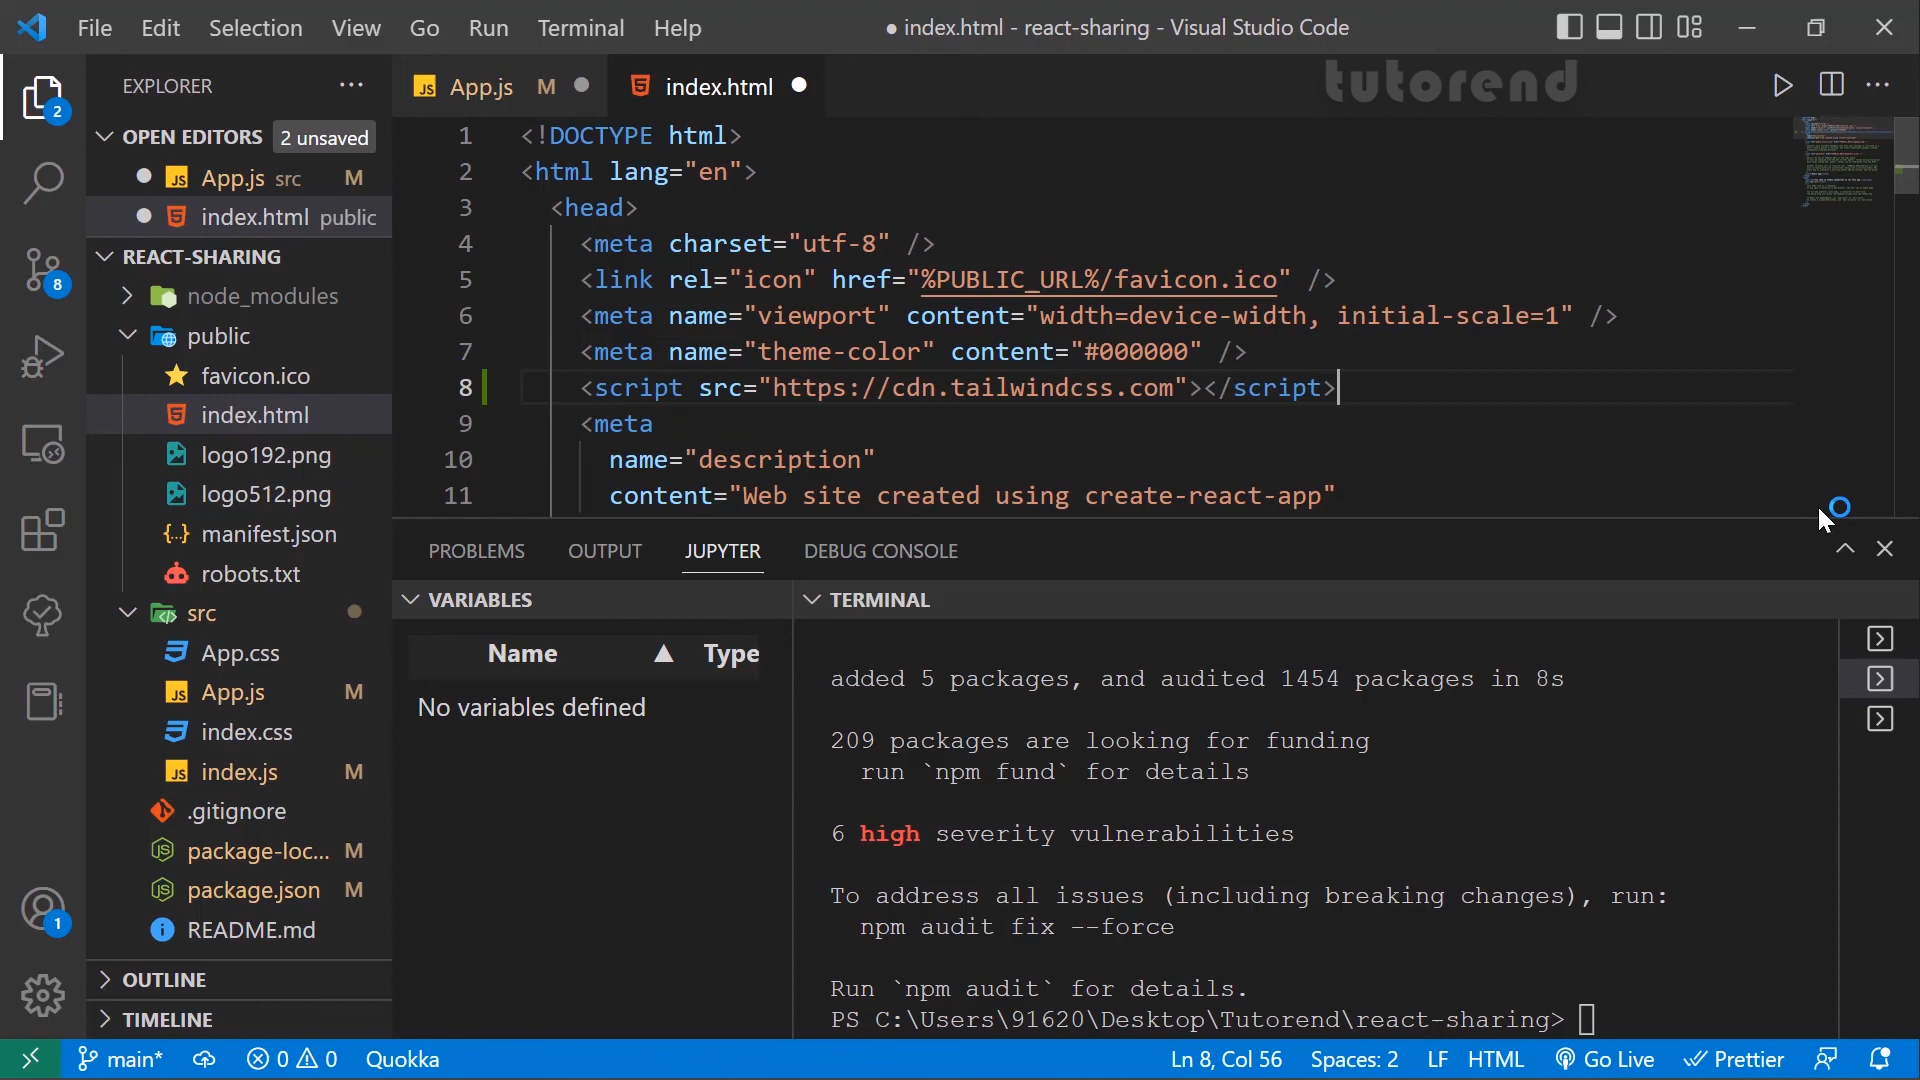 File Edit Selection View Go Run Terminal Help
● index.html - react-sharing - Visual Studio Code
EXPLORER
OPEN EDITORS 2 unsaved
App.js src M
index.html public
REACT-SHARING
node_modules
public
favicon.ico
index.html
logo192.png
logo512.png
manifest.json
robots.txt
src
App.css
App.js M
index.css
index.js M
.gitignore
package-loc... M
package.json M
README.md
OUTLINE
TIMELINE
2
8
1
App.js M
index.html
tutorend
1 <!DOCTYPE html>
2 <html lang="en">
3 <head>
4 <meta charset="utf-8" />
5 <link rel="icon" href="%PUBLIC_URL%/favicon.ico" />
6 <meta name="viewport" content="width=device-width, initial-scale=1" />
7 <meta name="theme-color" content="#000000" />
8 <script src="https://cdn.tailwindcss.com"></script>
9 <meta
10 name="description"
11 content="Web site created using create-react-app"
PROBLEMS OUTPUT JUPYTER DEBUG CONSOLE
VARIABLES
Name Type
No variables defined
TERMINAL
added 5 packages, and audited 1454 packages in 8s
209 packages are looking for funding
run `npm fund` for details
6 high severity vulnerabilities
To address all issues (including breaking changes), run:
npm audit fix --force
Run `npm audit` for details.
PS C:\Users\91620\Desktop\Tutorend\react-sharing>
main* 0 0 Quokka Ln 8, Col 56 Spaces: 2 LF HTML Go Live Prettier